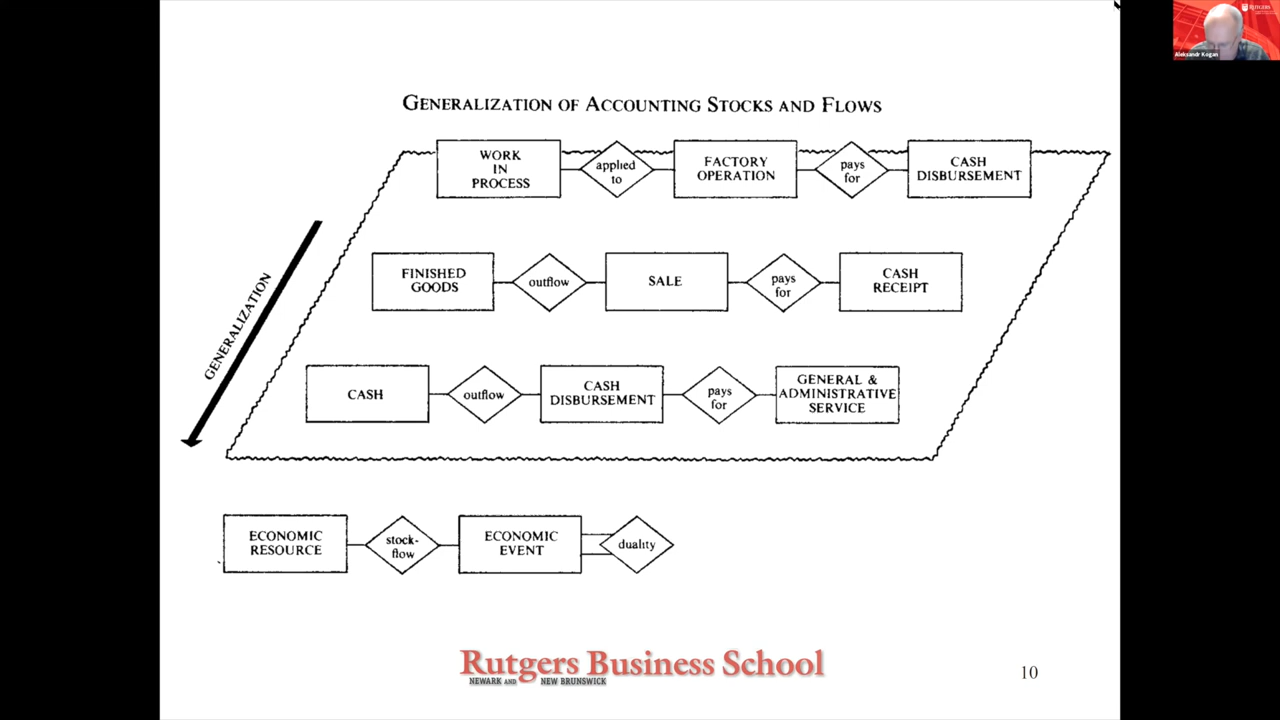 RUTGERS
Aleksandr Kogan
GENERALIZATION OF ACCOUNTING STOCKS AND FLOWS
WORK
IN
PROCESS
applied
to
FACTORY
OPERATION
pays
for
CASH
DISBURSEMENT
FINISHED
GOODS
outflow
SALE
pays
for
CASH
RECEIPT
GENERALIZATION
CASH
outflow
CASH
DISBURSEMENT
pays
for
GENERAL &
ADMINISTRATIVE
SERVICE
ECONOMIC
RESOURCE
stock-
flow
ECONOMIC
EVENT
duality
Rutgers Business School
NEWARK AND NEW BRUNSWICK
10